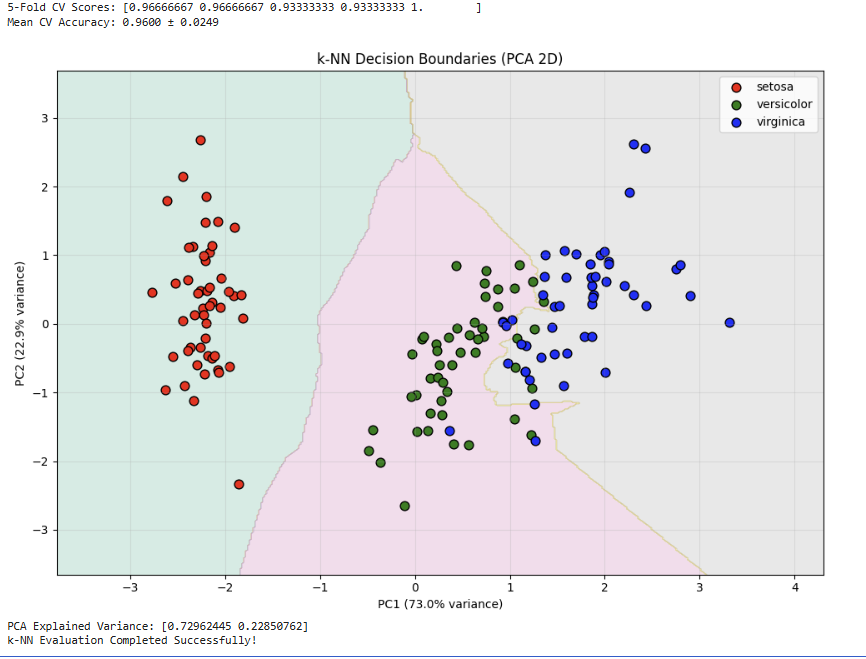 5-Fold CV Scores: [0.96666667 0.96666667 0.93333333 0.93333333 1.        ]
Mean CV Accuracy: 0.9600 ± 0.0249
k-NN Decision Boundaries (PCA 2D)
setosa
versicolor
virginica
3
2
1
0
−1
−2
−3
PC2 (22.9% variance)
−3 −2 −1 0 1 2 3 4
PC1 (73.0% variance)
PCA Explained Variance: [0.72962445 0.22850762]
k-NN Evaluation Completed Successfully!